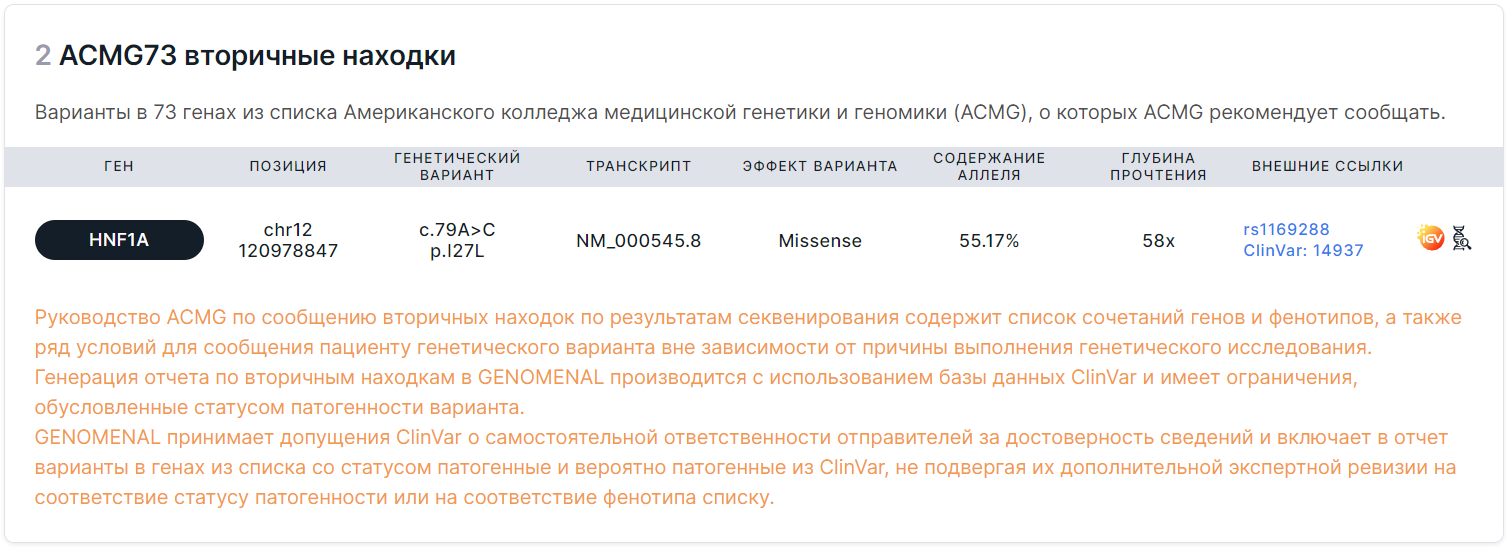 2 ACMG73 вторичные находки
Варианты в 73 генах из списка Американского колледжа медицинской генетики и геномики (ACMG), о которых ACMG рекомендует сообщать.
ГЕН ПОЗИЦИЯ ГЕНЕТИЧЕСКИЙ ВАРИАНТ ТРАНСКРИПТ ЭФФЕКТ ВАРИАНТА СОДЕРЖАНИЕ АЛЛЕЛЯ ГЛУБИНА ПРОЧТЕНИЯ ВНЕШНИЕ ССЫЛКИ
HNF1A chr12 120978847 c.79A>C p.I27L NM_000545.8 Missense 55.17% 58x rs1169288 ClinVar: 14937 IGV
Руководство ACMG по сообщению вторичных находок по результатам секвенирования содержит список сочетаний генов и фенотипов, а также
ряд условий для сообщения пациенту генетического варианта вне зависимости от причины выполнения генетического исследования.
Генерация отчета по вторичным находкам в GENOMENAL производится с использованием базы данных ClinVar и имеет ограничения,
обусловленные статусом патогенности варианта.
GENOMENAL принимает допущения ClinVar о самостоятельной ответственности отправителей за достоверность сведений и включает в отчет
варианты в генах из списка со статусом патогенные и вероятно патогенные из ClinVar, не подвергая их дополнительной экспертной ревизии на
соответствие статусу патогенности или на соответствие фенотипа списку.